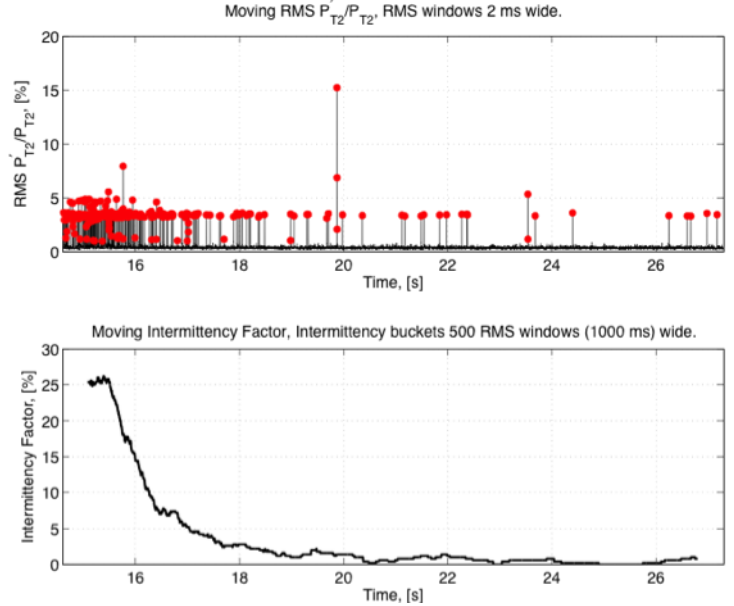 Moving RMS P'T2/PT2, RMS windows 2 ms wide.
20
15
10
5
0
RMS P'T2/PT2, [%]
16 18 20 22 24 26
Time, [s]
Moving Intermittency Factor, Intermittency buckets 500 RMS windows (1000 ms) wide.
30
25
20
15
10
5
0
Intermittency Factor, [%]
16 18 20 22 24 26
Time, [s]